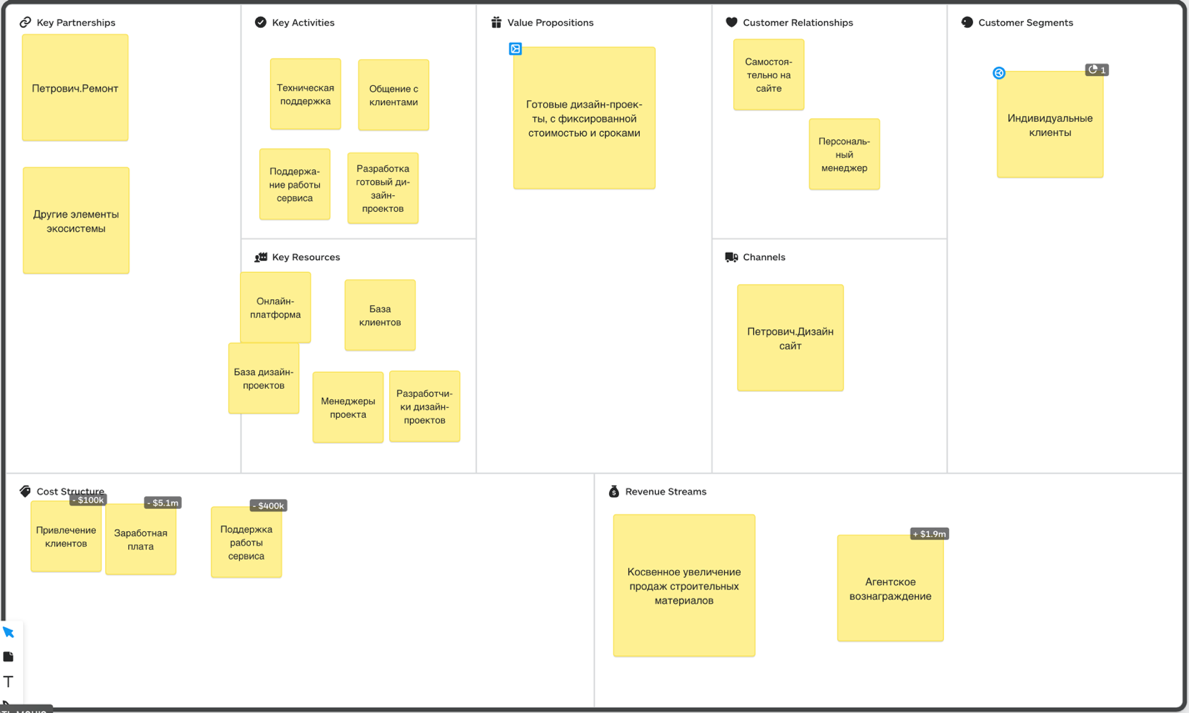 Key Partnerships
Петрович.Ремонт
Другие элементы
экосистемы
Key Activities
Техническая
поддержка
Общение с
клиентами
Поддержа-
ние работы
сервиса
Разработка
готовый ди-
зайн-
проектов
Key Resources
Онлайн-
платформа
База
клиентов
База дизайн-
проектов
Менеджеры
проекта
Разработчи-
ки дизайн-
проектов
Value Propositions
Готовые дизайн-проек-
ты, с фиксированной
стоимостью и сроками
Customer Relationships
Самостоя-
тельно на
сайте
Персональ-
ный
менеджер
Channels
Петрович.Дизайн
сайт
Customer Segments
1
Индивидуальные
клиенты
Cost Structure
- $100k
Привлечение
клиентов
- $5.1m
Заработная
плата
- $400k
Поддержка
работы
сервиса
Revenue Streams
Косвенное увеличение
продаж строительных
материалов
+ $1.9m
Агентское
вознаграждение